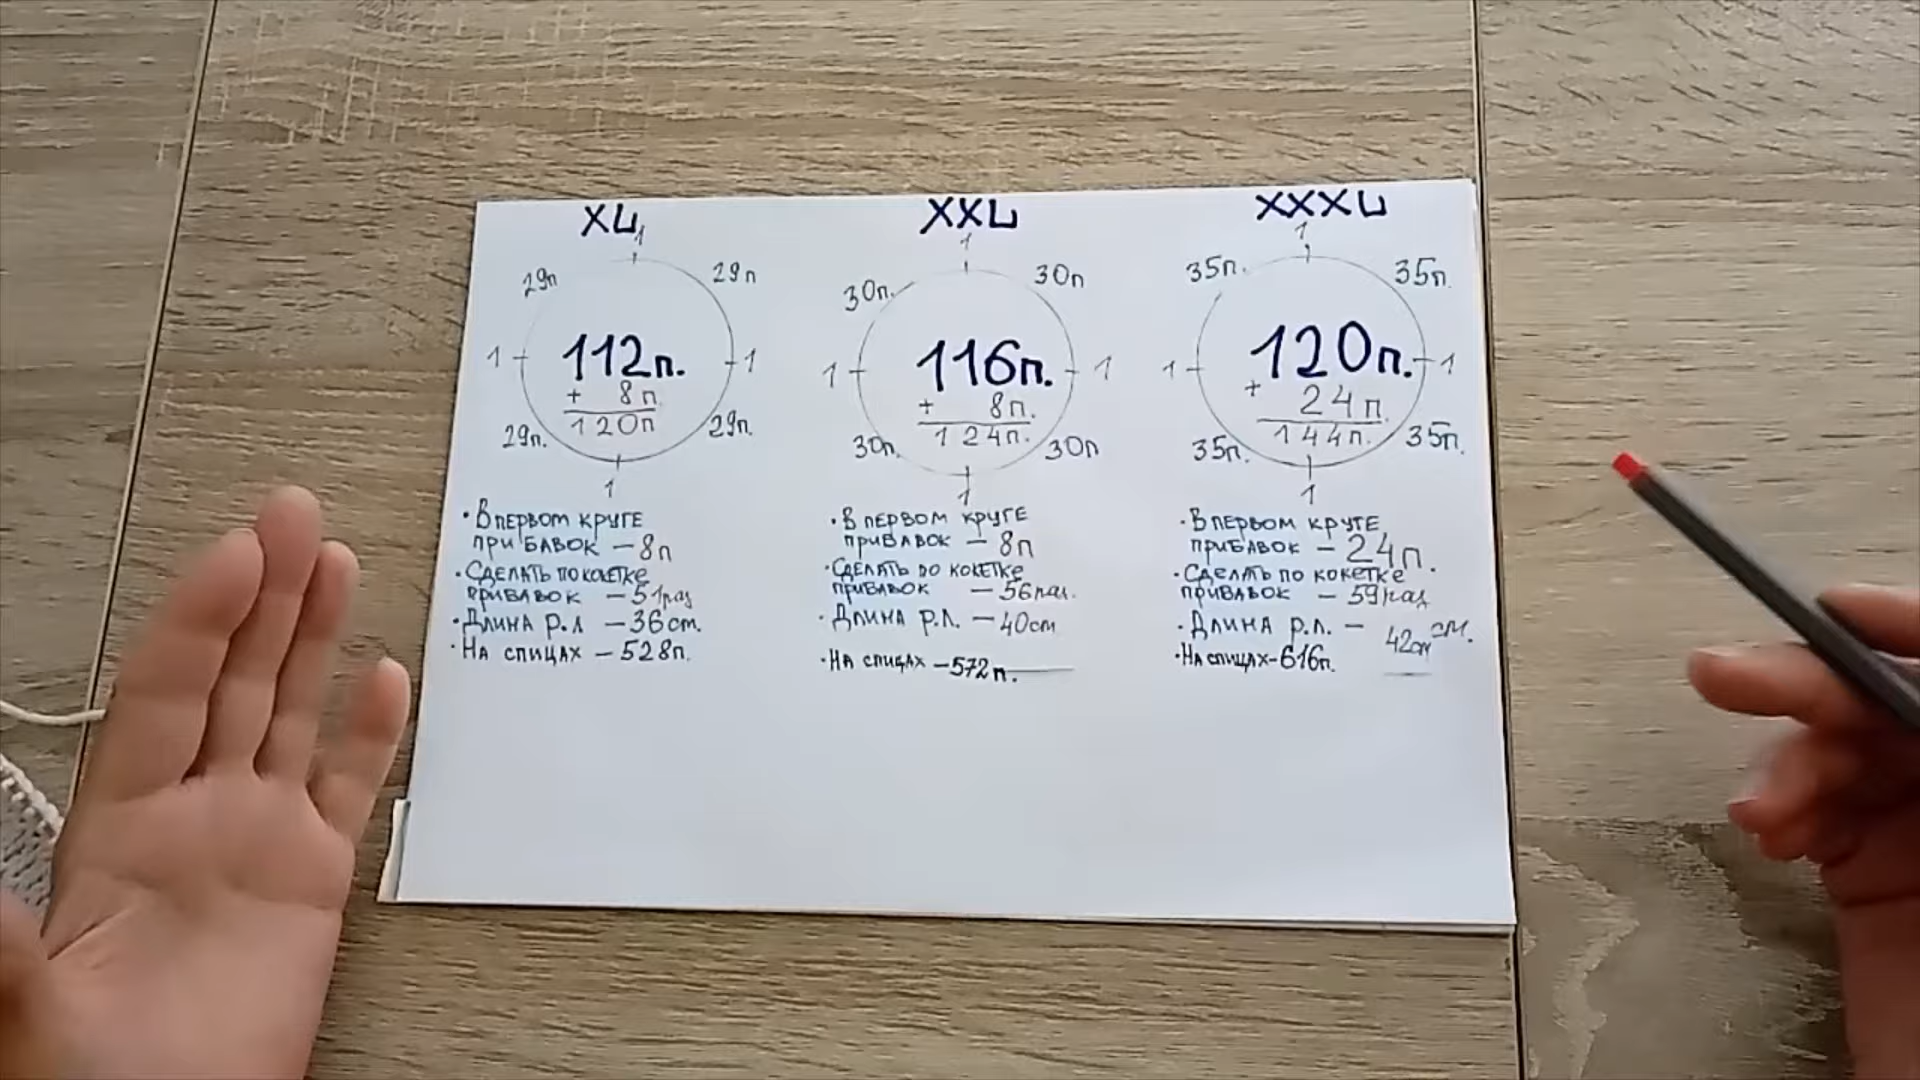 XL
1
29п
29п
1
112п.
1
+ 8п.
120п
29п.
29п.
1
• В первом круге
прибавок – 8п
• Сделать по кокетке
прибавок – 51раз
• Длина р.л – 36см.
• На спицах – 528п.
XXL
1
30п.
30п
1
116п.
1
+ 8п.
124п.
30п.
30п
1
• В первом круге
прибавок – 8п
• Сделать по кокетке
прибавок – 56раз.
• Длина р.л. – 40см
• На спицах – 572п.
XXXL
1
35п.
35п.
1
120п.
1
+ 24п
144п.
35п.
35п.
1
• В первом круге
прибавок – 24п.
• Сделать по кокетке
прибавок – 59раз
• Длина р.л. – 42см см.
• На спицах – 616п.